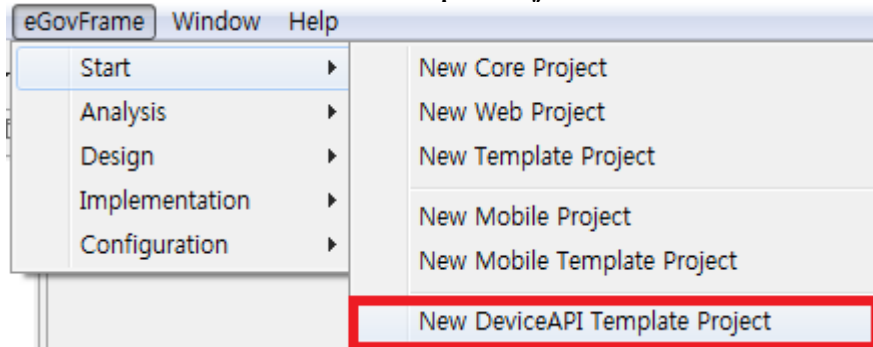 eGovFrame Window Help
Start
Analysis
Design
Implementation
Configuration
New Core Project
New Web Project
New Template Project
New Mobile Project
New Mobile Template Project
New DeviceAPI Template Project